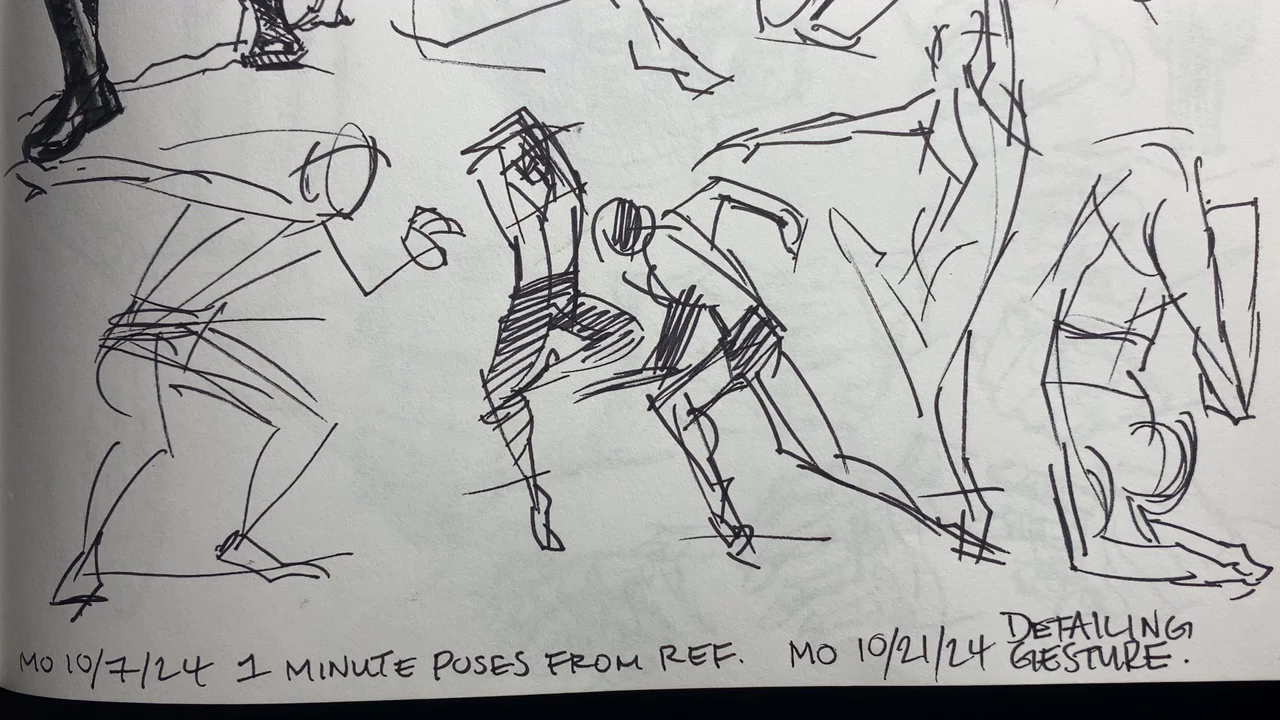 MO 10/7/24 1 MINUTE POSES FROM REF.
MO 10/21/24 DETAILING
GESTURE.